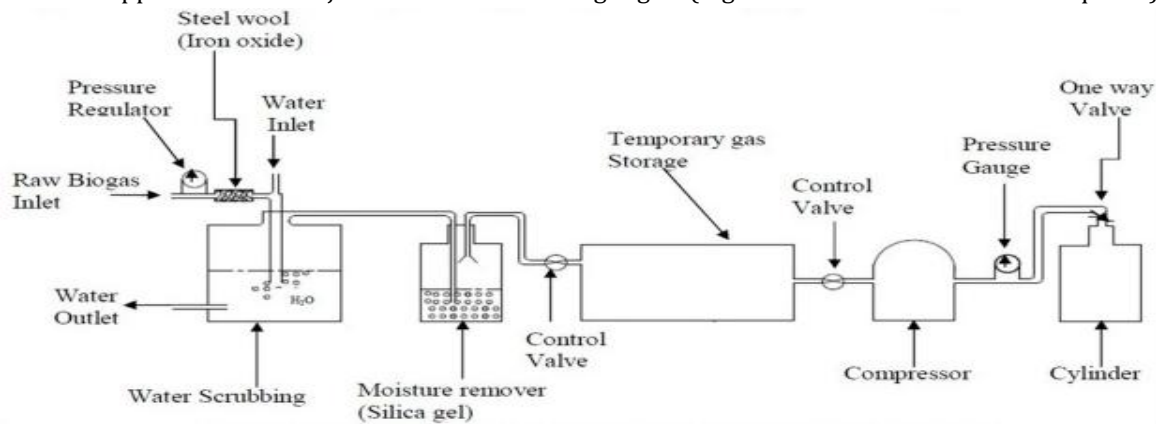 Steel wool
(Iron oxide)
Pressure
Regulator
Water
Inlet
Raw Biogas
Inlet
Temporary gas
Storage
Control
Valve
Pressure
Gauge
One way
Valve
Water
Outlet
H₂O
Control
Valve
Water Scrubbing
Moisture remover
(Silica gel)
Compressor
Cylinder